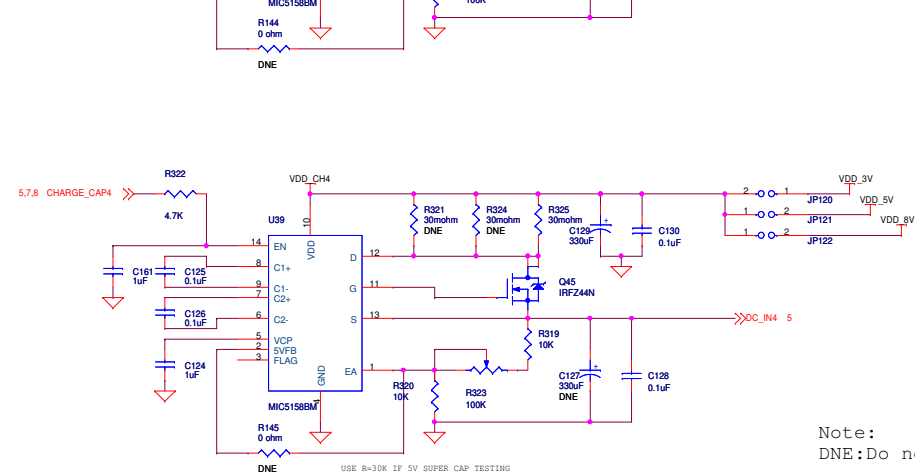 MIC5158BM
100K
R144
0 ohm
DNE
R322
5,7,8 CHARGE_CAP4
4.7K
VDD_CH4
VDD_3V
2 1
JP120
VDD_5V
1 2
JP121
VDD_8V
1 2
JP122
U39
10
VDD
14 EN
8 C1+
9 C1-
7 C2+
6 C2-
5 VCP
2 5VFB
3 FLAG
D 12
G 11
S 13
EA 1
GND
4
MIC5158BM
R321
30mohm
DNE
R324
30mohm
DNE
R325
30mohm
C129
330uF
+
C130
0.1uF
C161
1uF
C125
0.1uF
C126
0.1uF
C124
1uF
Q45
IRFZ44N
DC_IN4 5
R319
10K
R320
10K
R323
100K
C127
330uF
+
DNE
C128
0.1uF
R145
0 ohm
DNE
USE R=30K IF 5V SUPER CAP TESTING
Note:
DNE:Do